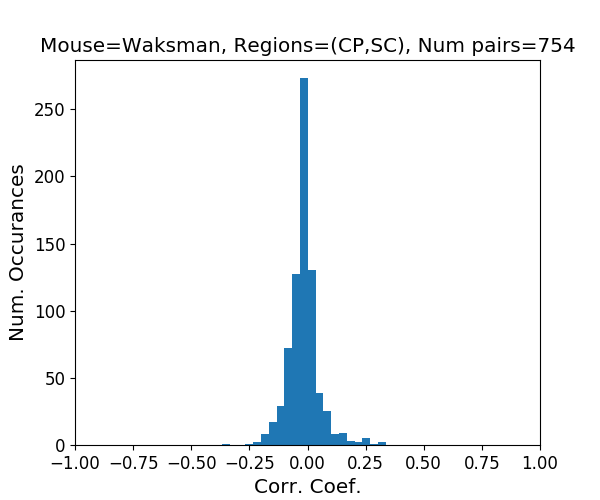 Mouse=Waksman, Regions=(CP,SC), Num pairs=754
250
200
150
100
50
0
Num. Occurances
−1.00 −0.75 −0.50 −0.25 0.00 0.25 0.50 0.75 1.00
Corr. Coef.